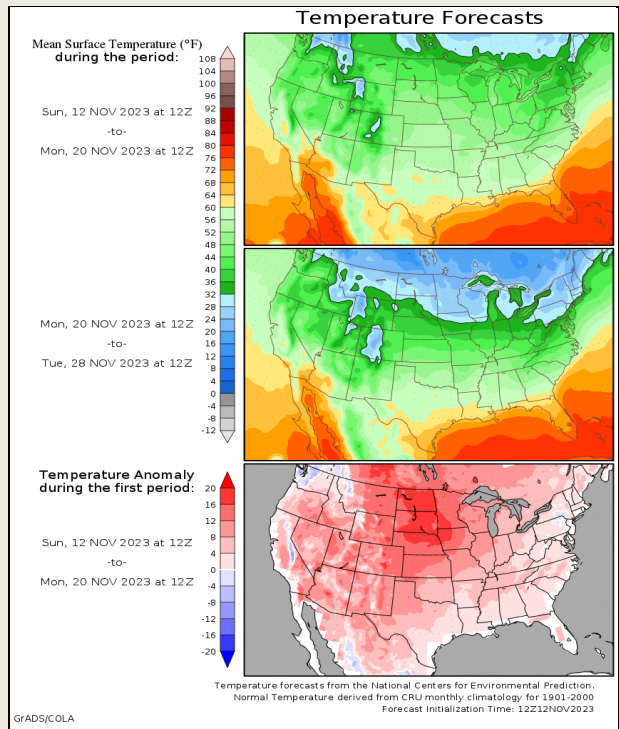 Temperature Forecasts
Mean Surface Temperature (°F)
during the period:
Sun, 12 NOV 2023 at 12Z
-to-
Mon, 20 NOV 2023 at 12Z
108
104
100
96
92
88
84
80
76
72
68
64
60
56
52
48
44
40
36
32
28
24
20
16
12
8
4
0
-4
-8
-12
Mon, 20 NOV 2023 at 12Z
-to-
Tue, 28 NOV 2023 at 12Z
Temperature Anomaly
during the first period:
Sun, 12 NOV 2023 at 12Z
-to-
Mon, 20 NOV 2023 at 12Z
20
16
12
8
4
0
-4
-8
-12
-16
-20
Temperature forecasts from the National Centers for Environmental Prediction.
Normal Temperature derived from CRU monthly climatology for 1901-2000
Forecast Initialization Time: 12Z12NOV2023
GrADS/COLA